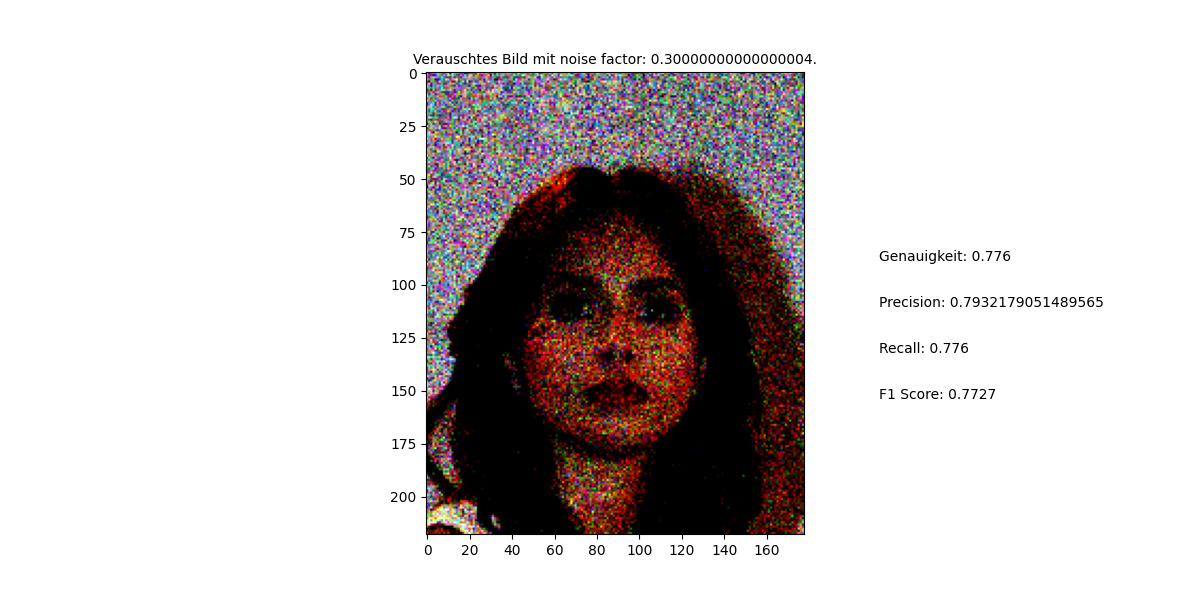 Verauschtes Bild mit noise factor: 0.30000000000000004.
0
25
50
75
100
125
150
175
200
0 20 40 60 80 100 120 140 160
Genauigkeit: 0.776
Precision: 0.7932179051489565
Recall: 0.776
F1 Score: 0.7727